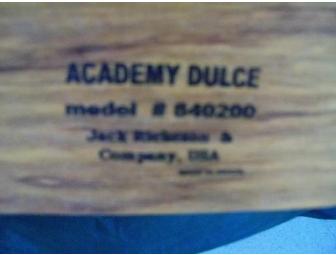 ACADEMY DULCE
model # 840200
Jack Richeson &
Company, USA